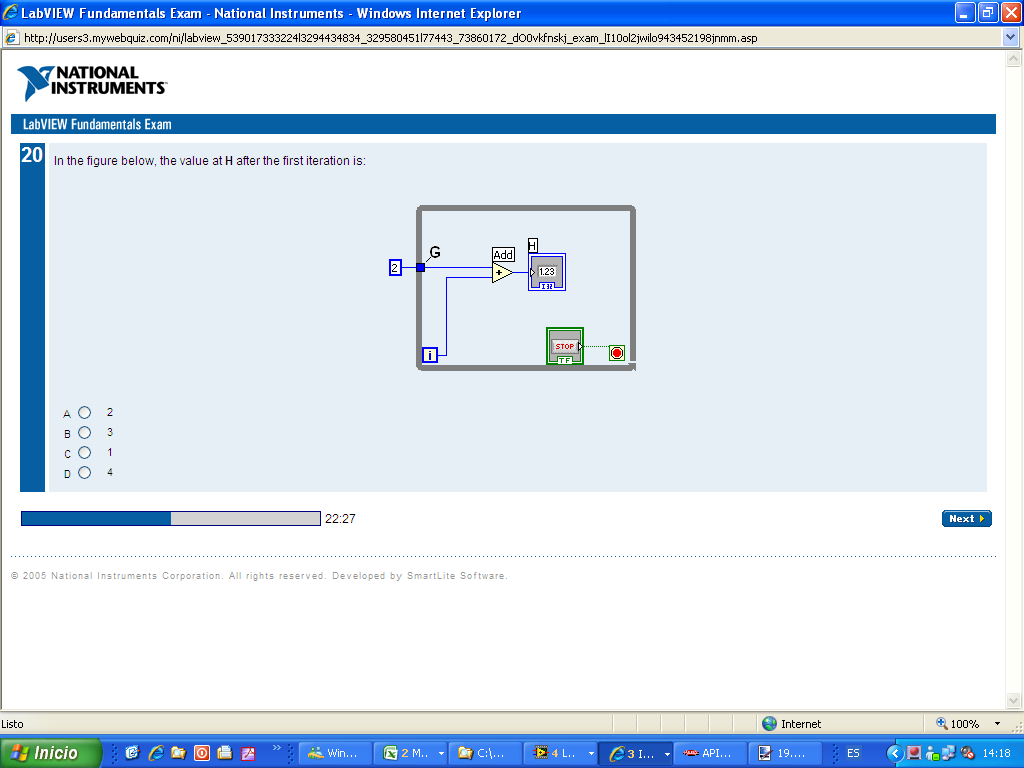 LabVIEW Fundamentals Exam - National Instruments - Windows Internet Explorer
http://users3.mywebquiz.com/ni/labview_539017333224l3294434834_329580451l77443_73860172_dO0vkfnskj_exam_lI10ol2jwilo943452198jnmm.asp
NATIONAL
INSTRUMENTS
LabVIEW Fundamentals Exam
20 In the figure below, the value at H after the first iteration is:
G
Add
H
2
+
1.23
I32
i
STOP
TF
A 2
B 3
C 1
D 4
22:27
Next
© 2005 National Instruments Corporation. All rights reserved. Developed by SmartLite Software.
Listo
Internet
100%
Inicio
Win...
2 M...
C:\...
4 L...
3 I...
API...
19....
ES
14:18